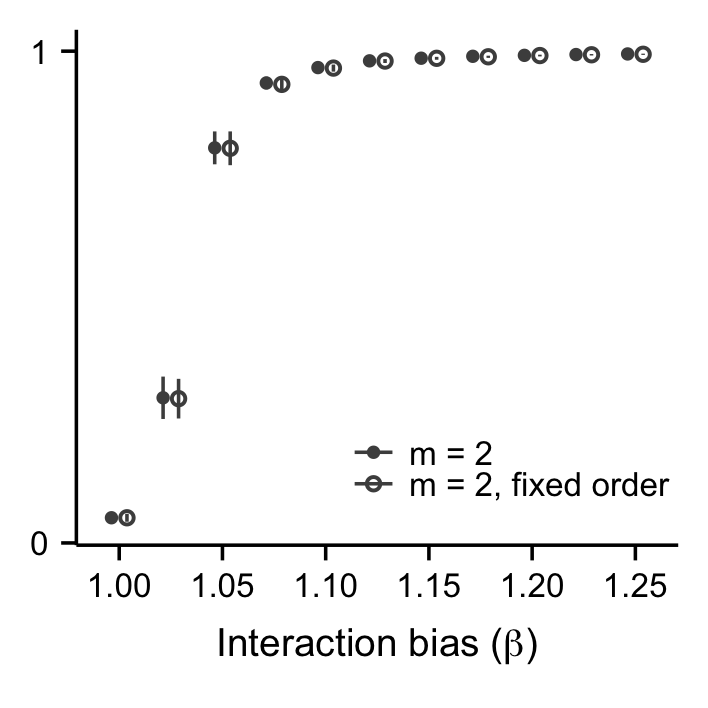 1
m = 2
m = 2, fixed order
0
1.00 1.05 1.10 1.15 1.20 1.25
Interaction bias (β)